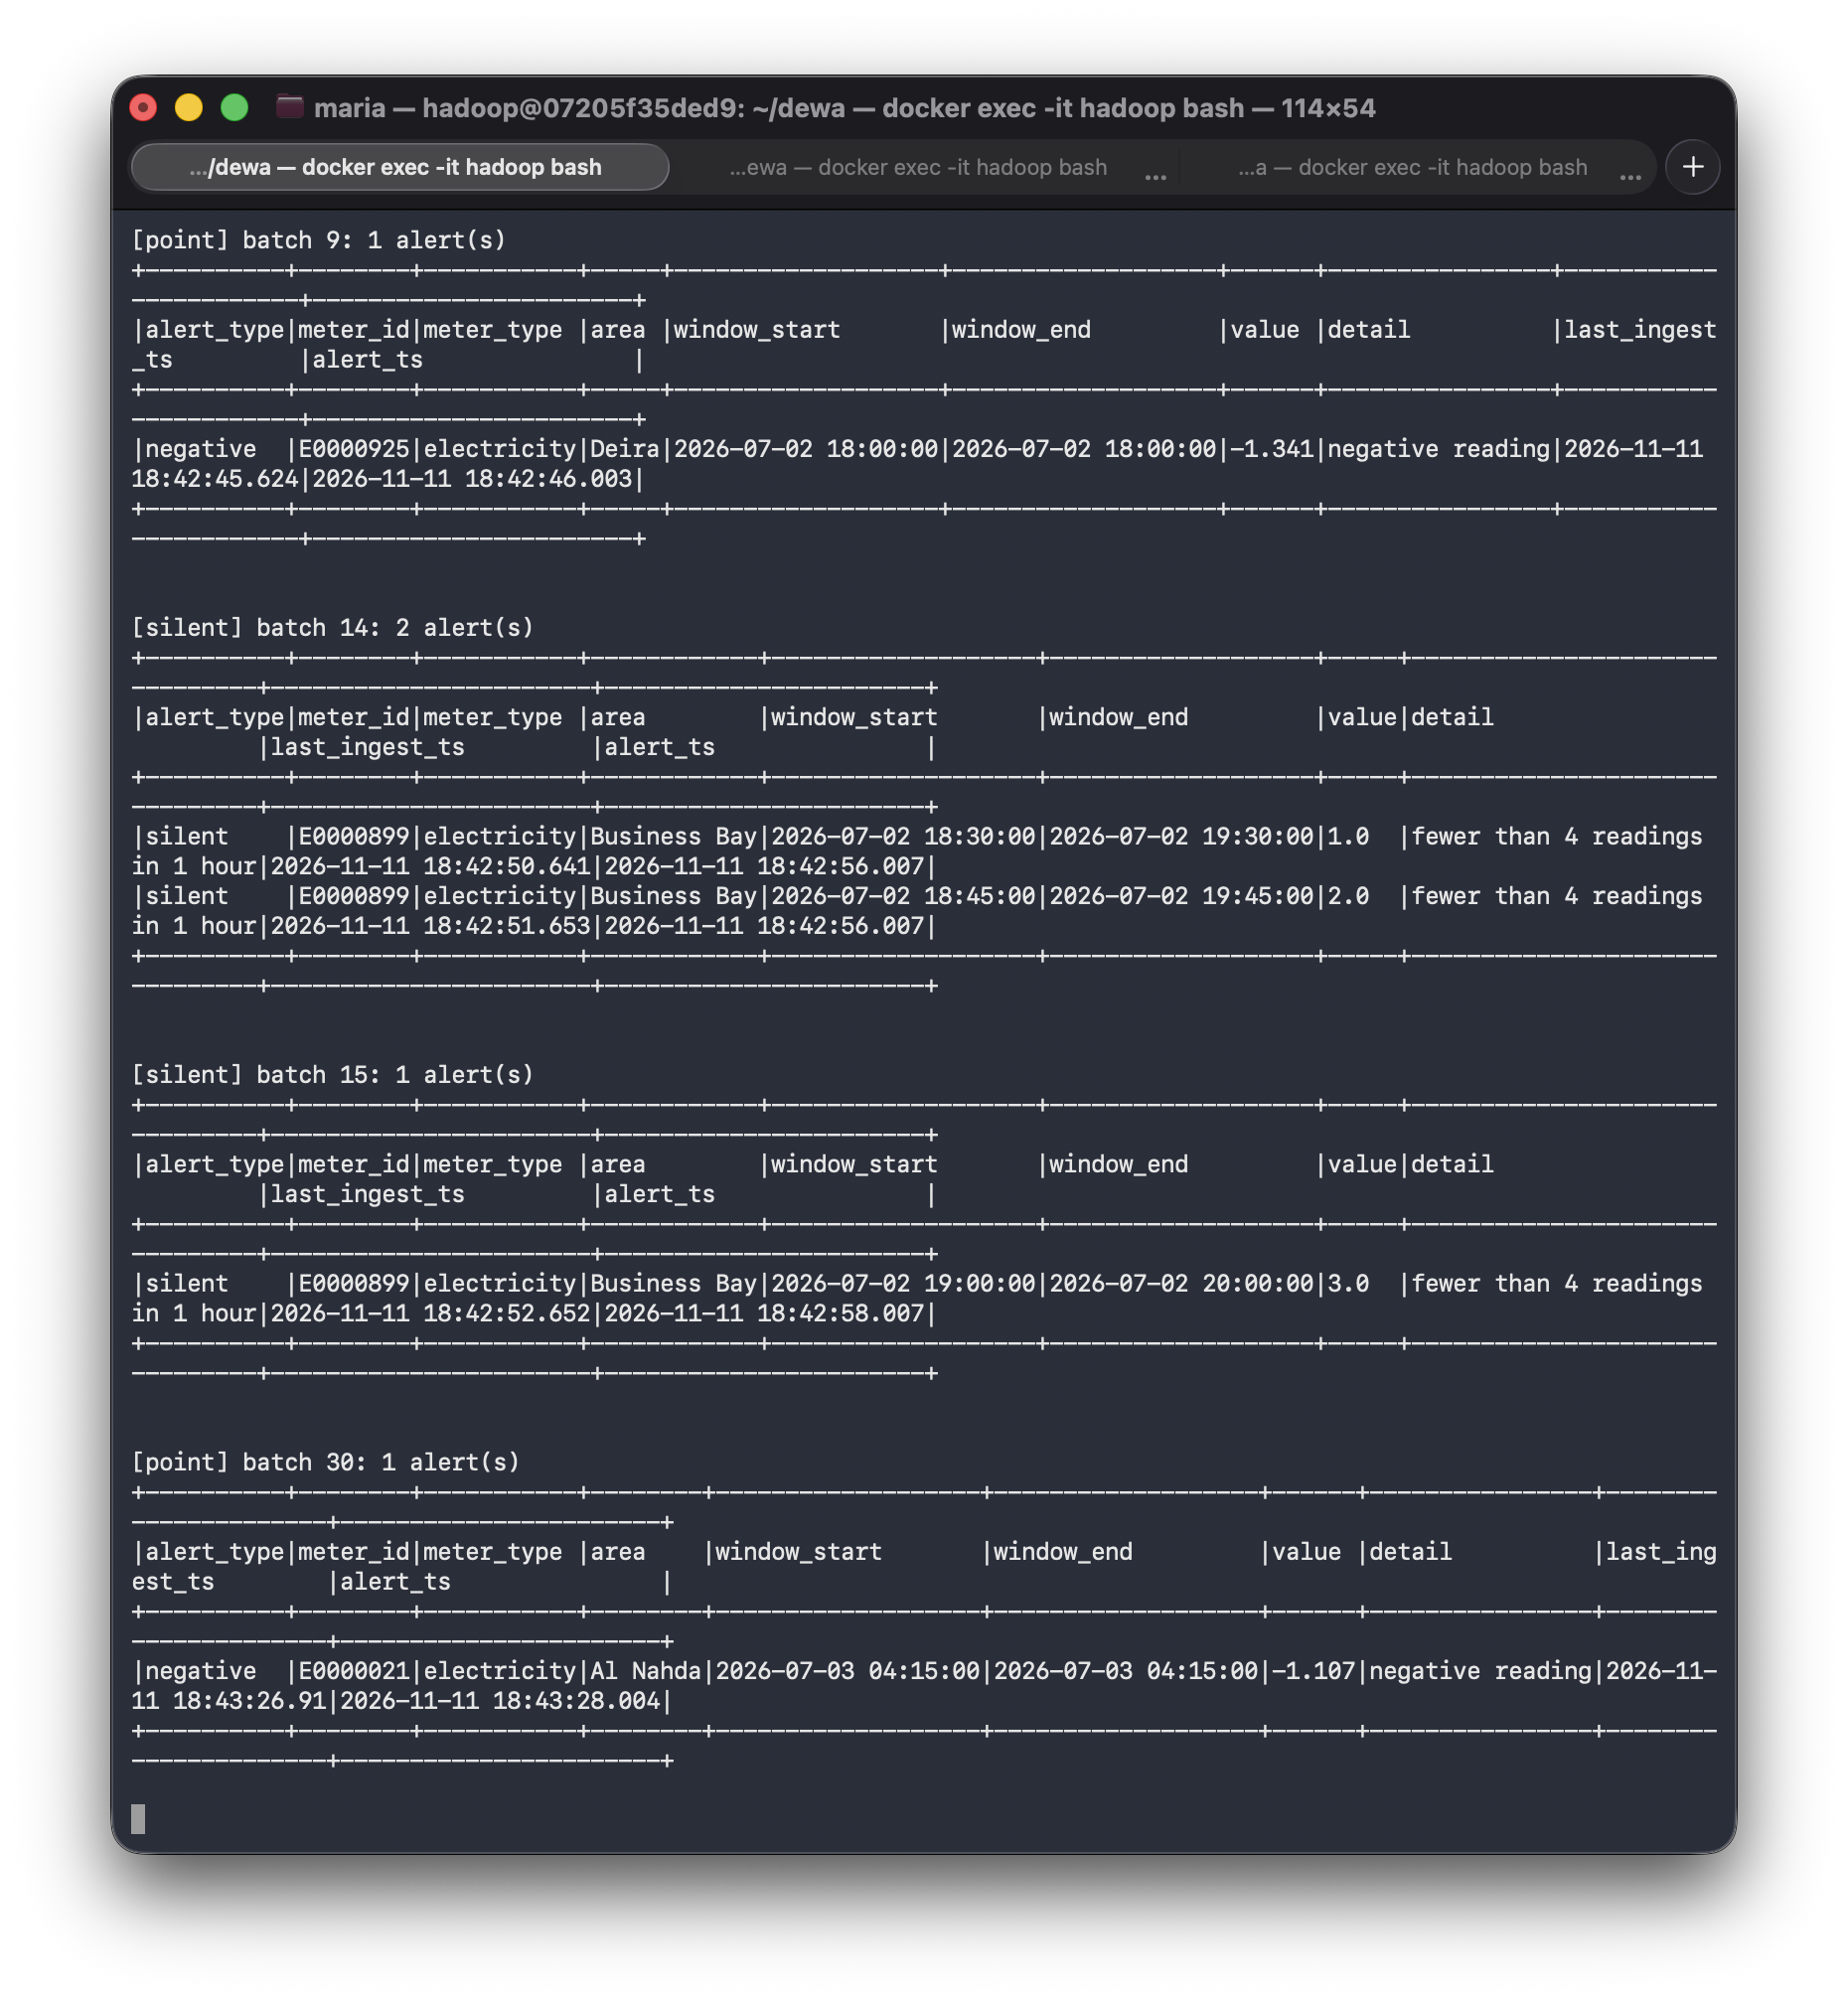 maria — hadoop@07205f35ded9: ~/dewa — docker exec -it hadoop bash — 114×54
.../dewa — docker exec -it hadoop bash
...ewa — docker exec -it hadoop bash ...
...a — docker exec -it hadoop bash ...
+
[point] batch 9: 1 alert(s)
+----------+--------+-----------+-----+-------------------+-------------------+------+----------------+-----------
------------+-----------------------+
|alert_type|meter_id|meter_type |area |window_start       |window_end         |value |detail          |last_ingest
_ts         |alert_ts               |
+----------+--------+-----------+-----+-------------------+-------------------+------+----------------+-----------
------------+-----------------------+
|negative  |E0000925|electricity|Deira|2026-07-02 18:00:00|2026-07-02 18:00:00|-1.341|negative reading|2026-11-11 
18:42:45.624|2026-11-11 18:42:46.003|
+----------+--------+-----------+-----+-------------------+-------------------+------+----------------+-----------
------------+-----------------------+
[silent] batch 14: 2 alert(s)
+----------+--------+-----------+------------+-------------------+-------------------+-----+----------------------
---------+-----------------------+-----------------------+
|alert_type|meter_id|meter_type |area        |window_start       |window_end         |value|detail
         |last_ingest_ts         |alert_ts               |
+----------+--------+-----------+------------+-------------------+-------------------+-----+----------------------
---------+-----------------------+-----------------------+
|silent    |E0000899|electricity|Business Bay|2026-07-02 18:30:00|2026-07-02 19:30:00|1.0  |fewer than 4 readings 
in 1 hour|2026-11-11 18:42:50.641|2026-11-11 18:42:56.007|
|silent    |E0000899|electricity|Business Bay|2026-07-02 18:45:00|2026-07-02 19:45:00|2.0  |fewer than 4 readings 
in 1 hour|2026-11-11 18:42:51.653|2026-11-11 18:42:56.007|
+----------+--------+-----------+------------+-------------------+-------------------+-----+----------------------
---------+-----------------------+-----------------------+
[silent] batch 15: 1 alert(s)
+----------+--------+-----------+------------+-------------------+-------------------+-----+----------------------
---------+-----------------------+-----------------------+
|alert_type|meter_id|meter_type |area        |window_start       |window_end         |value|detail
         |last_ingest_ts         |alert_ts               |
+----------+--------+-----------+------------+-------------------+-------------------+-----+----------------------
---------+-----------------------+-----------------------+
|silent    |E0000899|electricity|Business Bay|2026-07-02 19:00:00|2026-07-02 20:00:00|3.0  |fewer than 4 readings 
in 1 hour|2026-11-11 18:42:52.652|2026-11-11 18:42:58.007|
+----------+--------+-----------+------------+-------------------+-------------------+-----+----------------------
---------+-----------------------+-----------------------+
[point] batch 30: 1 alert(s)
+----------+--------+-----------+--------+-------------------+-------------------+------+----------------+--------
--------------+-----------------------+
|alert_type|meter_id|meter_type |area    |window_start       |window_end         |value |detail          |last_ing
est_ts        |alert_ts               |
+----------+--------+-----------+--------+-------------------+-------------------+------+----------------+--------
--------------+-----------------------+
|negative  |E0000021|electricity|Al Nahda|2026-07-03 04:15:00|2026-07-03 04:15:00|-1.107|negative reading|2026-11-
11 18:43:26.91|2026-11-11 18:43:28.004|
+----------+--------+-----------+--------+-------------------+-------------------+------+----------------+--------
--------------+-----------------------+